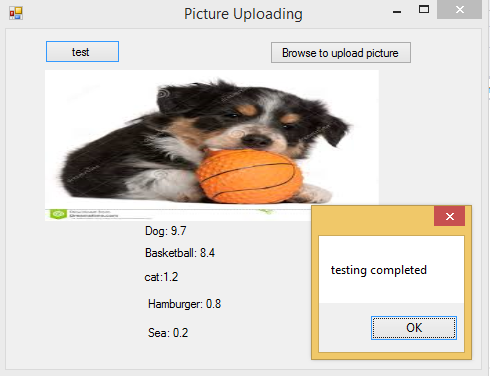 Picture Uploading
test
Browse to upload picture
Dog: 9.7
Basketball: 8.4
cat:1.2
Hamburger: 0.8
Sea: 0.2
testing completed
OK